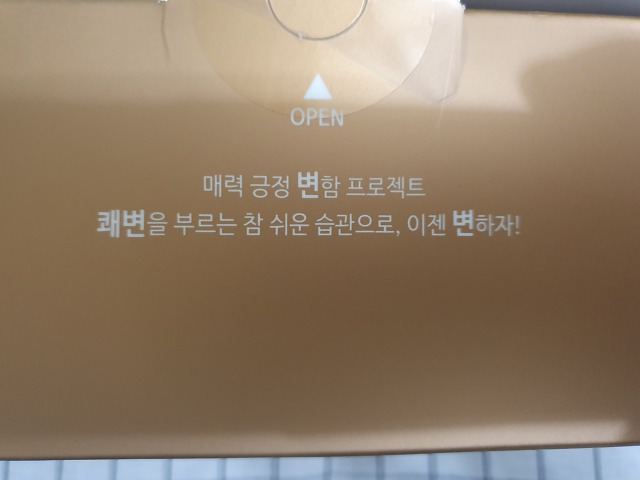 OPEN
매력 긍정 변함 프로젝트
쾌변을 부르는 참 쉬운 습관으로, 이젠 변하자!